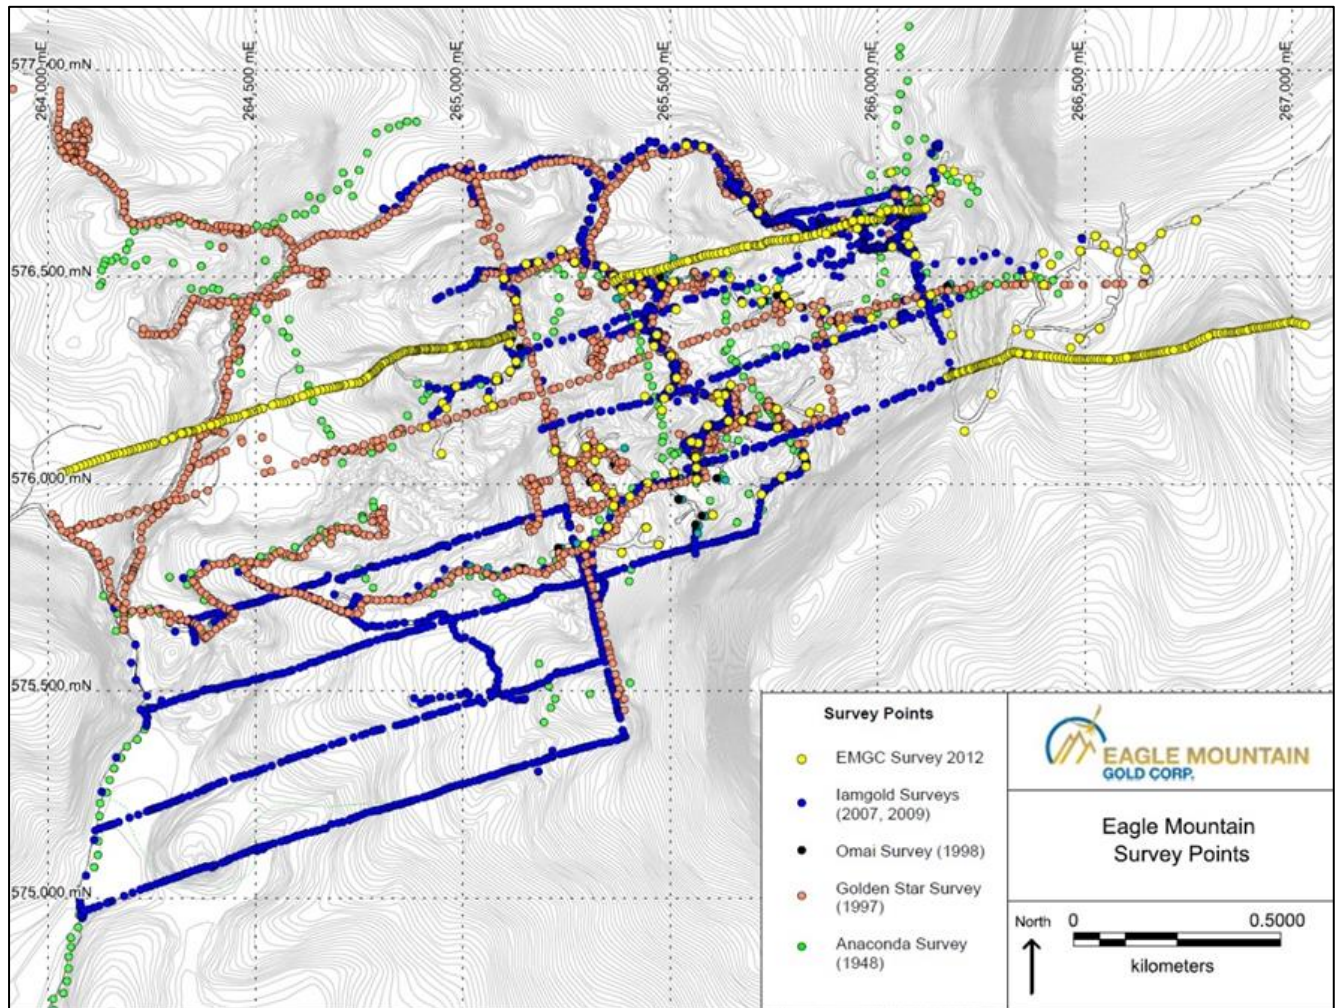 264,000 mE
264,500 mE
265,000 mE
265,500 mE
266,000 mE
266,500 mE
267,000 mE
577,000 mN
576,500 mN
576,000 mN
575,500 mN
575,000 mN
Survey Points
EMGC Survey 2012
Iamgold Surveys
(2007, 2009)
Omai Survey (1998)
Golden Star Survey
(1997)
Anaconda Survey
(1948)
EAGLE MOUNTAIN
GOLD CORP.
Eagle Mountain
Survey Points
North
0 0.5000
kilometers